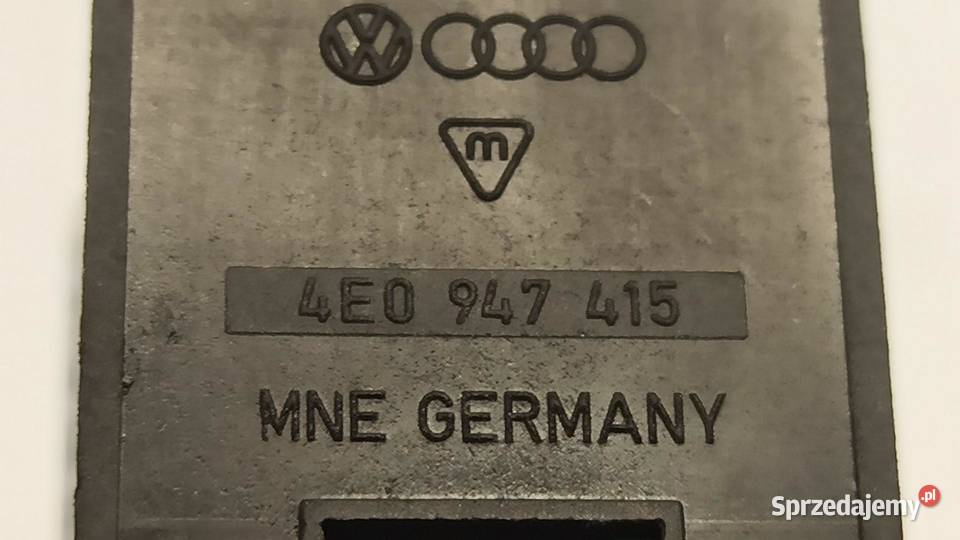 VW
m
4E0 947 415
MNE GERMANY
Sprzedajemy.pl